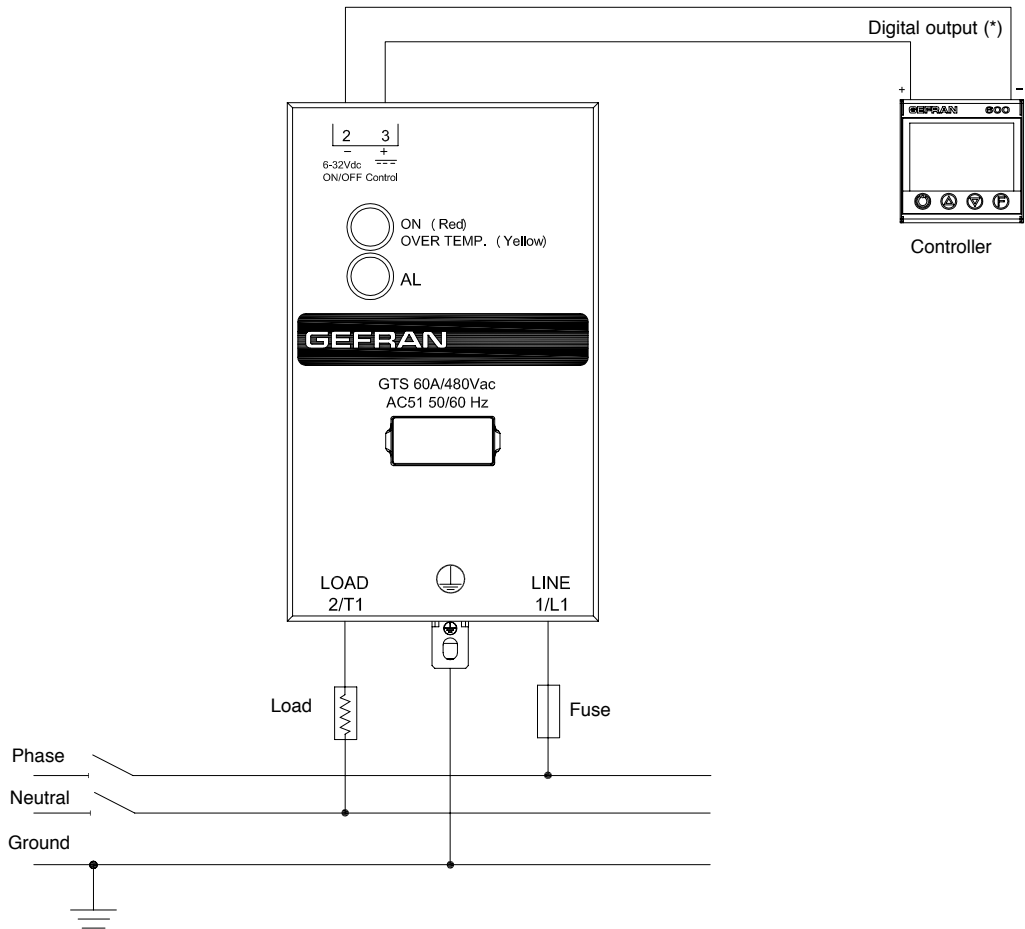 Digital output (*)
+ −
GEFRAN 600
F
Controller
2 3
− +
6-32Vdc
ON/OFF Control
ON (Red)
OVER TEMP. (Yellow)
AL
GEFRAN
GTS 60A/480Vac
AC51 50/60 Hz
LOAD LINE
2/T1 1/L1
Load
Fuse
Phase
Neutral
Ground